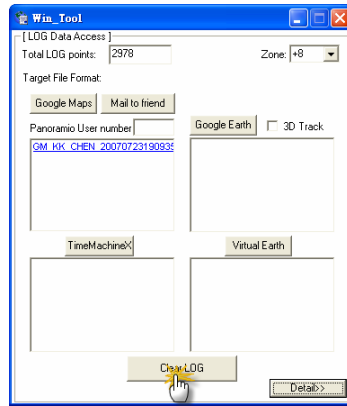 Win_Tool
[ LOG Data Access ]
Total LOG points: 2978 Zone: +8
Target File Format:
Google Maps Mail to friend
Panoramio User number
Google Earth 3D Track
GM_KK_CHEN_20070723190935
TimeMachineX Virtual Earth
Clear LOG
Detail>>